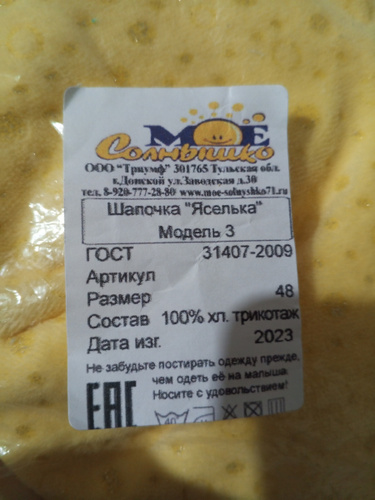 МОЁ
Солнышко
ООО "Триумф" 301765 Тульская обл.
г.Донской ул.Заводская д.30
тел. 8-920-777-28-80 www.moe-solnyshko71.ru
Шапочка "Яселька"
Модель 3
ГОСТ 31407-2009
Артикул
Размер 48
Состав 100% хл. трикотаж
Дата изг. 2023
Не забудьте постирать одежду прежде,
чем одеть её на малыша.
Носите с удовольствием!
ЕАС
40